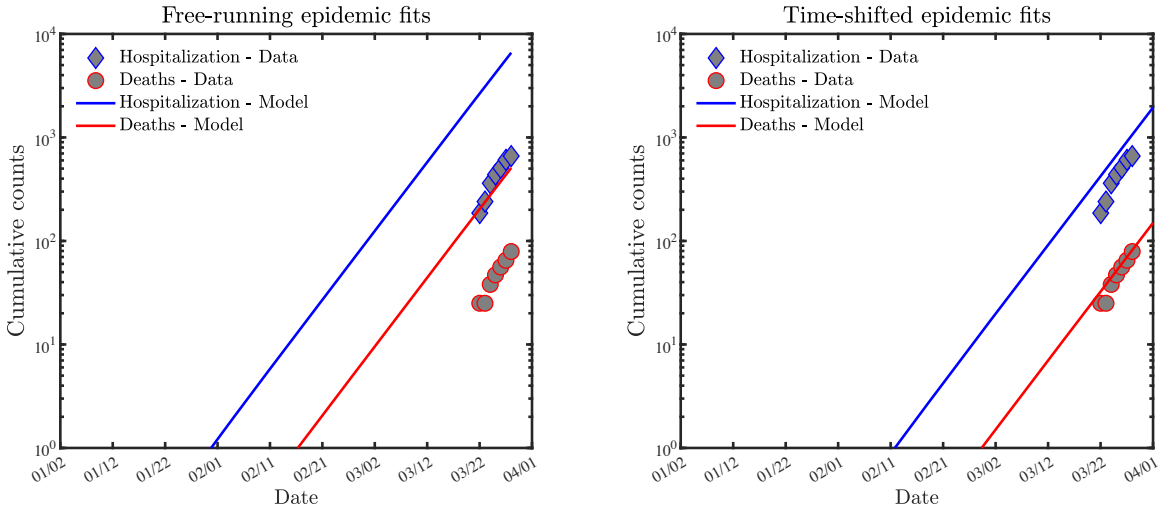 Free-running epidemic fits
10^4
10^3
10^2
10^1
10^0
Cumulative counts
Hospitalization - Data
Deaths - Data
Hospitalization - Model
Deaths - Model
01/02 01/12 01/22 02/01 02/11 02/21 03/02 03/12 03/22 04/01
Date
Time-shifted epidemic fits
10^4
10^3
10^2
10^1
10^0
Cumulative counts
Hospitalization - Data
Deaths - Data
Hospitalization - Model
Deaths - Model
01/02 01/12 01/22 02/01 02/11 02/21 03/02 03/12 03/22 04/01
Date